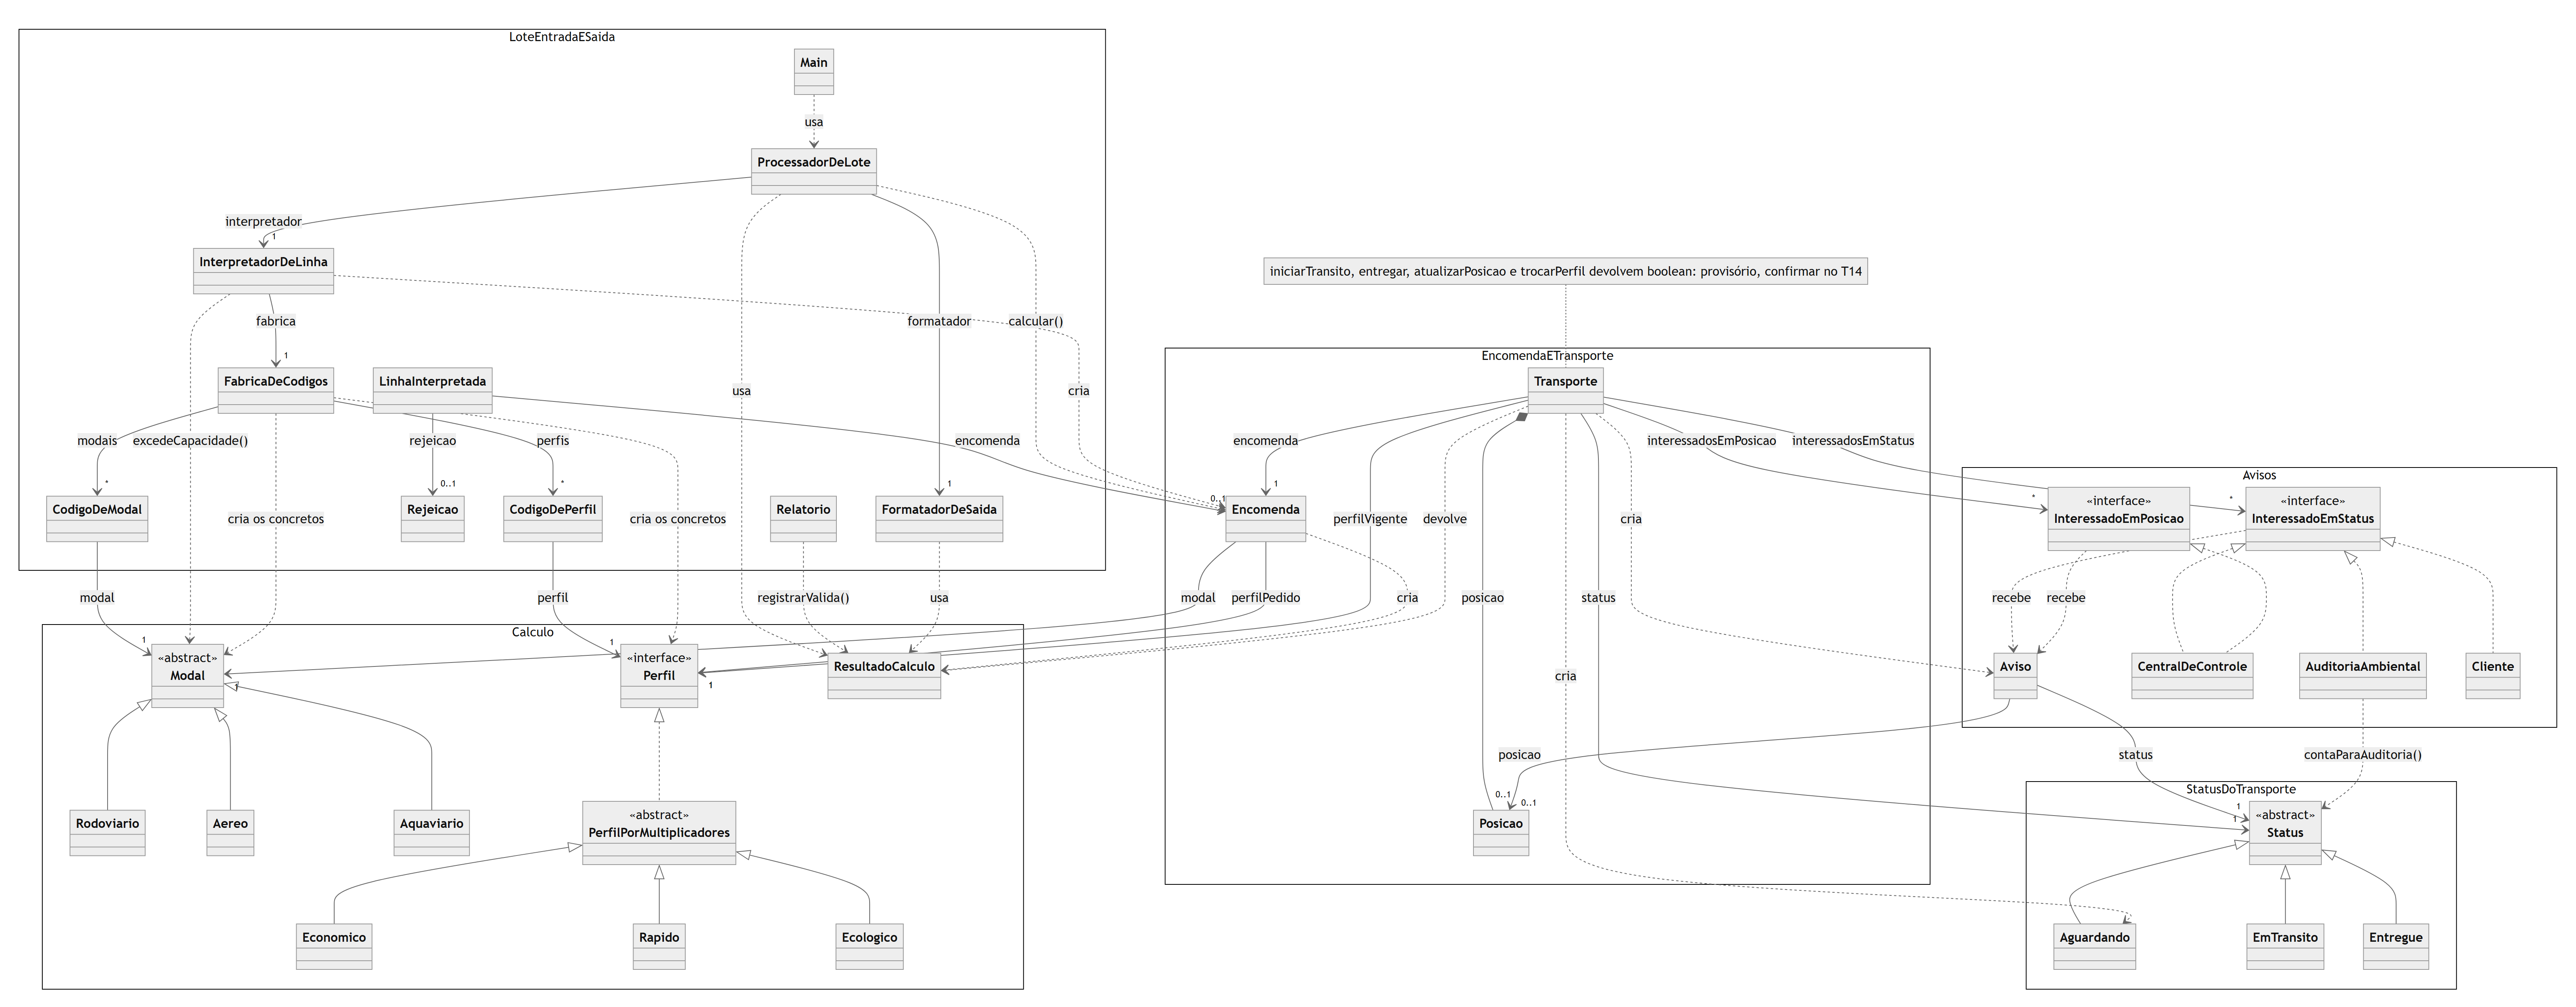 LoteEntradaESaida
Main
usa
ProcessadorDeLote
interpretador
1
InterpretadorDeLinha
iniciarTransito, entregar, atualizarPosicao e trocarPerfil devolvem boolean: provisório, confirmar no T14
fabrica
formatador
calcular()
1
EncomendaETransporte
FabricaDeCodigos
LinhaInterpretada
Transporte
usa
cria
modais
excedeCapacidade()
rejeicao
perfis
encomenda
encomenda
interessadosEmPosicao
interessadosEmStatus
Avisos
*
0..1
*
1
1
0..1
*
*
CodigoDeModal
Rejeicao
CodigoDePerfil
Relatorio
FormatadorDeSaida
Encomenda
«interface»
InteressadoEmPosicao
«interface»
InteressadoEmStatus
cria os concretos
cria os concretos
perfilVigente
devolve
cria
modal
perfil
registrarValida()
usa
modal
perfilPedido
cria
posicao
status
recebe
recebe
Calculo
1
1
«abstract»
Modal
1
«interface»
Perfil
1
ResultadoCalculo
cria
Aviso
CentralDeControle
AuditoriaAmbiental
Cliente
posicao
status
contaParaAuditoria()
StatusDoTransporte
0..1
0..1
1
1
Rodoviario
Aereo
Aquaviario
«abstract»
PerfilPorMultiplicadores
Posicao
«abstract»
Status
Economico
Rapido
Ecologico
Aguardando
EmTransito
Entregue